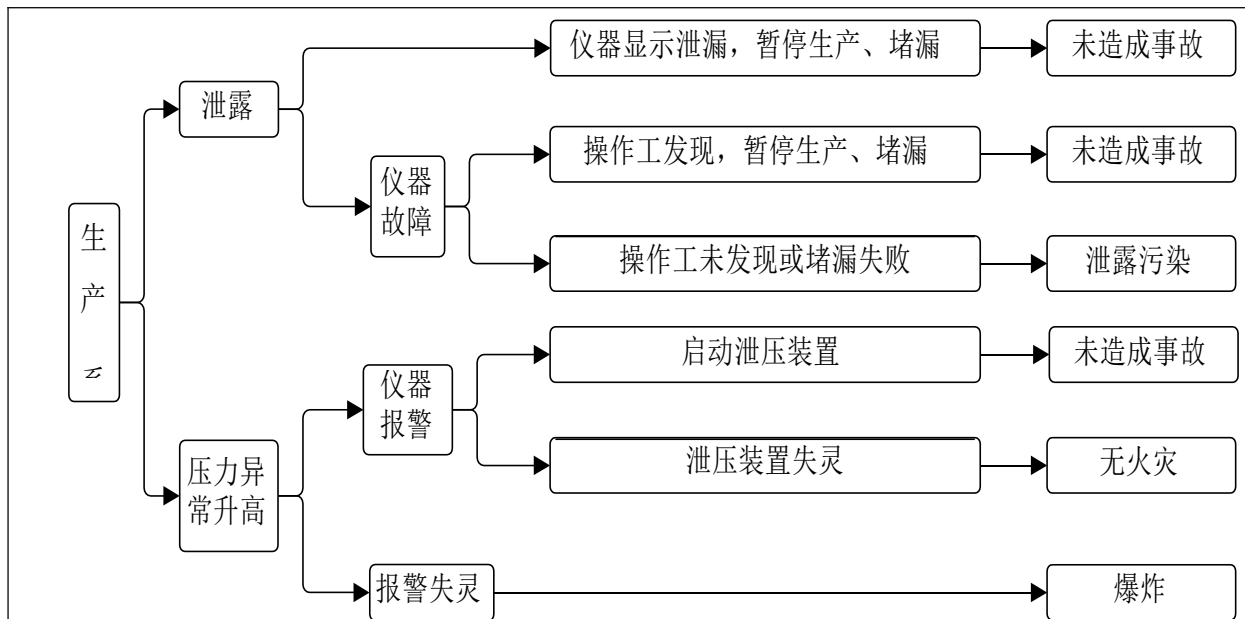 仪器显示泄漏，暂停生产、堵漏
未造成事故
泄露
操作工发现，暂停生产、堵漏
未造成事故
仪器
故障
操作工未发现或堵漏失败
泄露污染
生
产
启动泄压装置
未造成事故
仪器
报警
泄压装置失灵
无火灾
压力异
常升高
报警失灵
爆炸